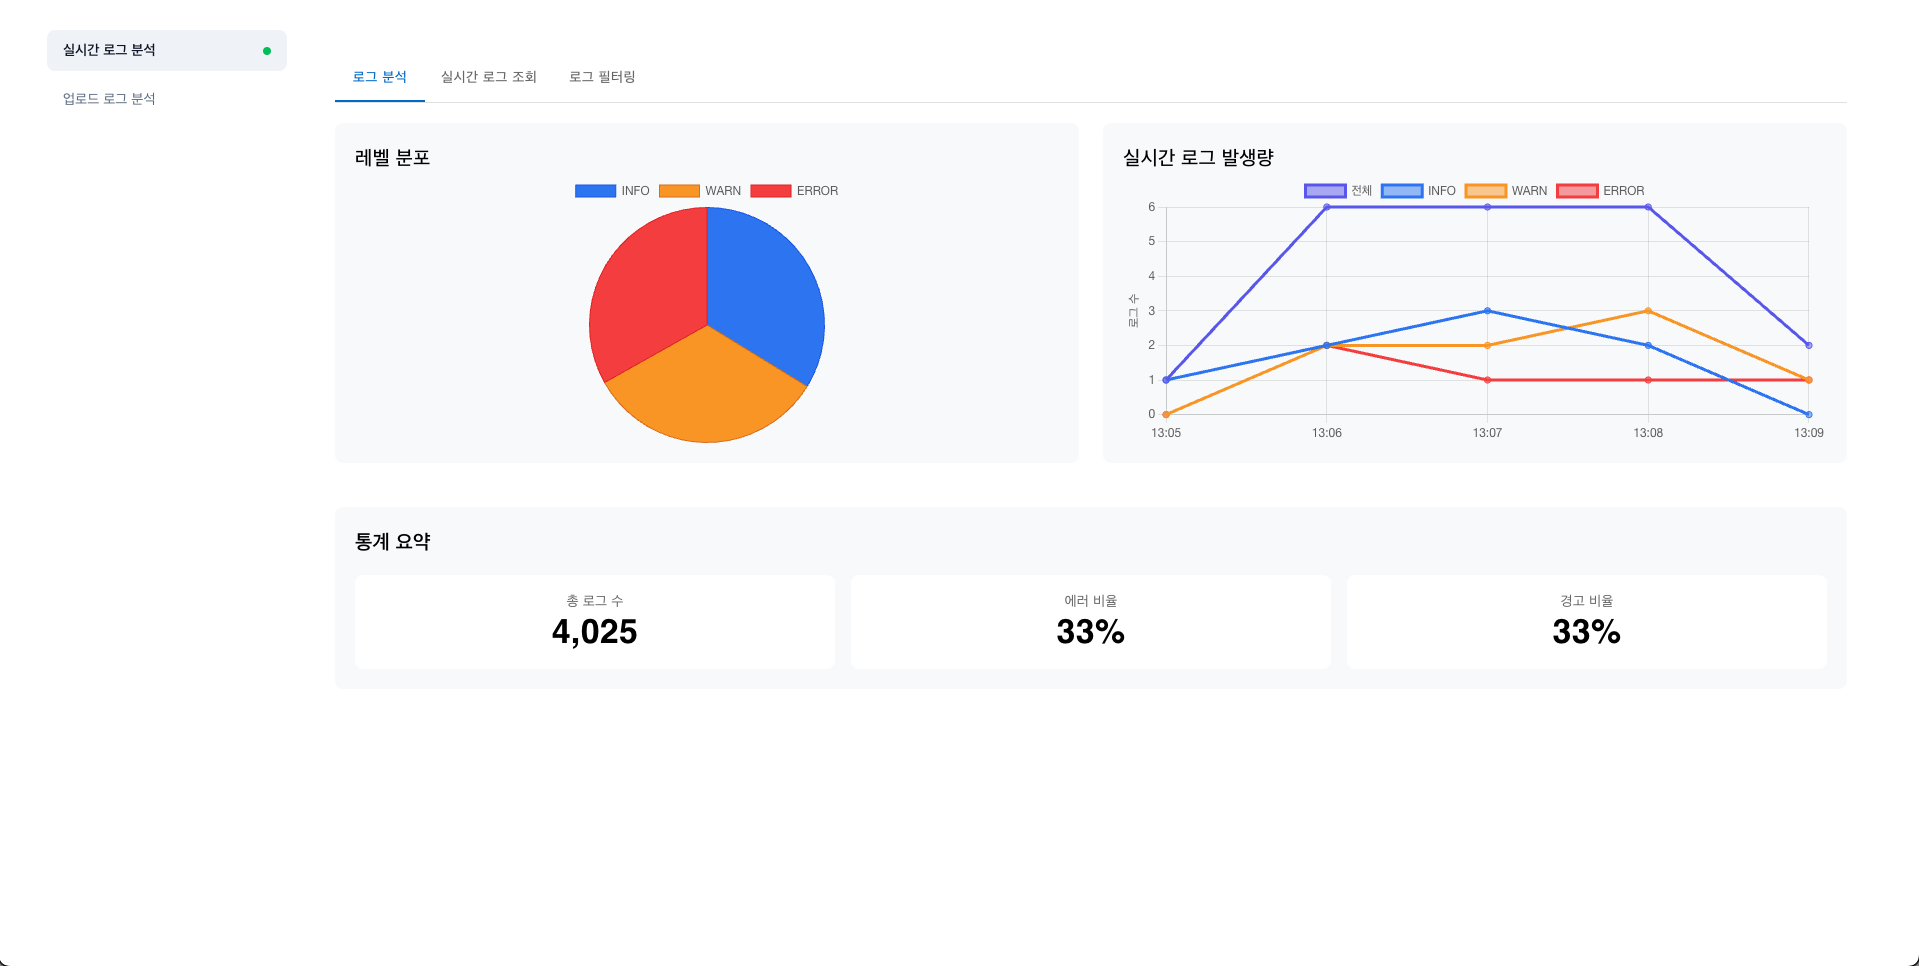 실시간 로그 분석
업로드 로그 분석
로그 분석 실시간 로그 조회 로그 필터링
레벨 분포
INFO WARN ERROR
실시간 로그 발생량
전체 INFO WARN ERROR
로그 수
6
5
4
3
2
1
0
13:05 13:06 13:07 13:08 13:09
통계 요약
총 로그 수
4,025
에러 비율
33%
경고 비율
33%